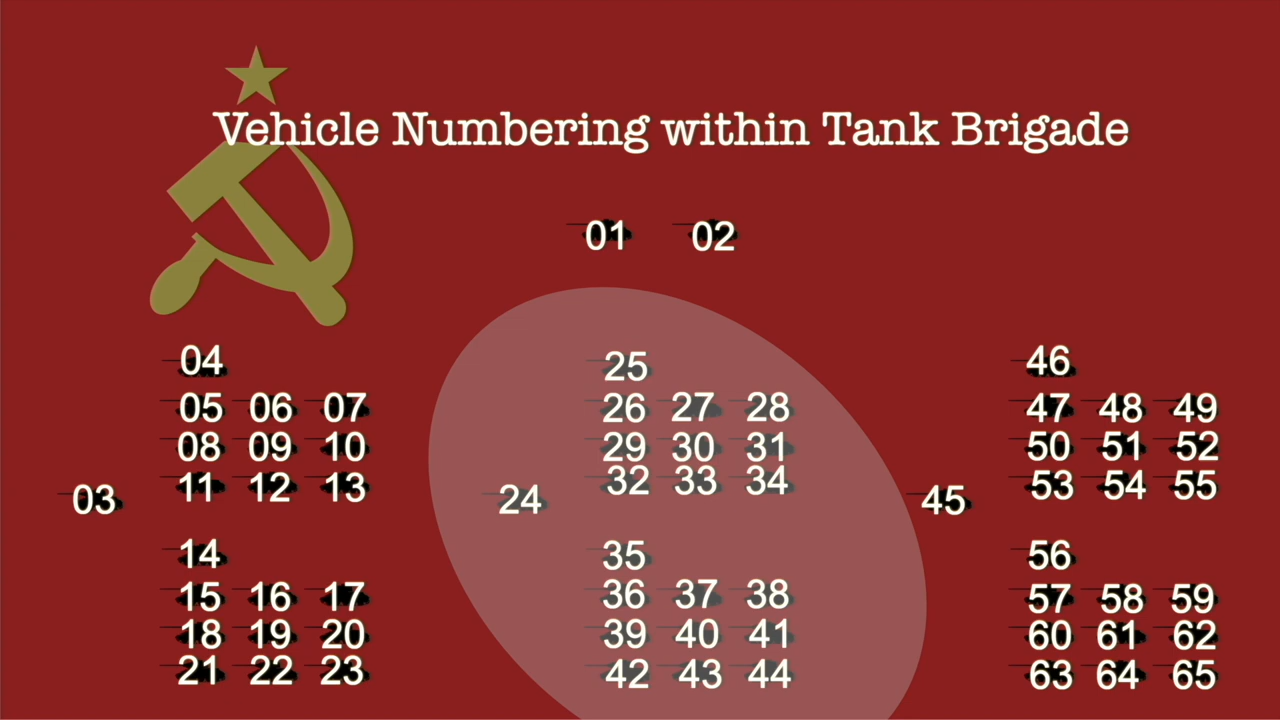 Vehicle Numbering within Tank Brigade
01 02
04 25 46
05 06 07 26 27 28 47 48 49
08 09 10 29 30 31 50 51 52
11 12 13 32 33 34 53 54 55
03 24 45
14 35 56
15 16 17 36 37 38 57 58 59
18 19 20 39 40 41 60 61 62
21 22 23 42 43 44 63 64 65